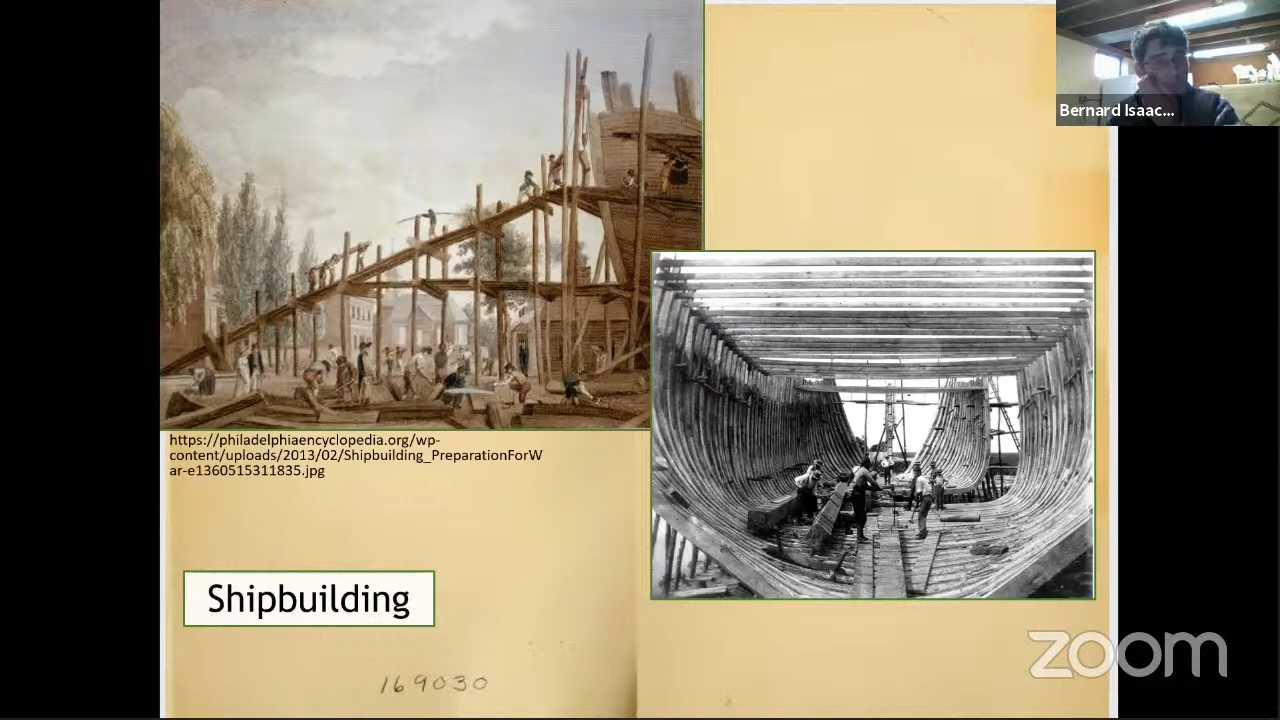 Bernard Isaac...
https://philadelphiaencyclopedia.org/wp-
content/uploads/2013/02/Shipbuilding_PreparationForW
ar-e1360515311835.jpg
Shipbuilding
169030
zoom